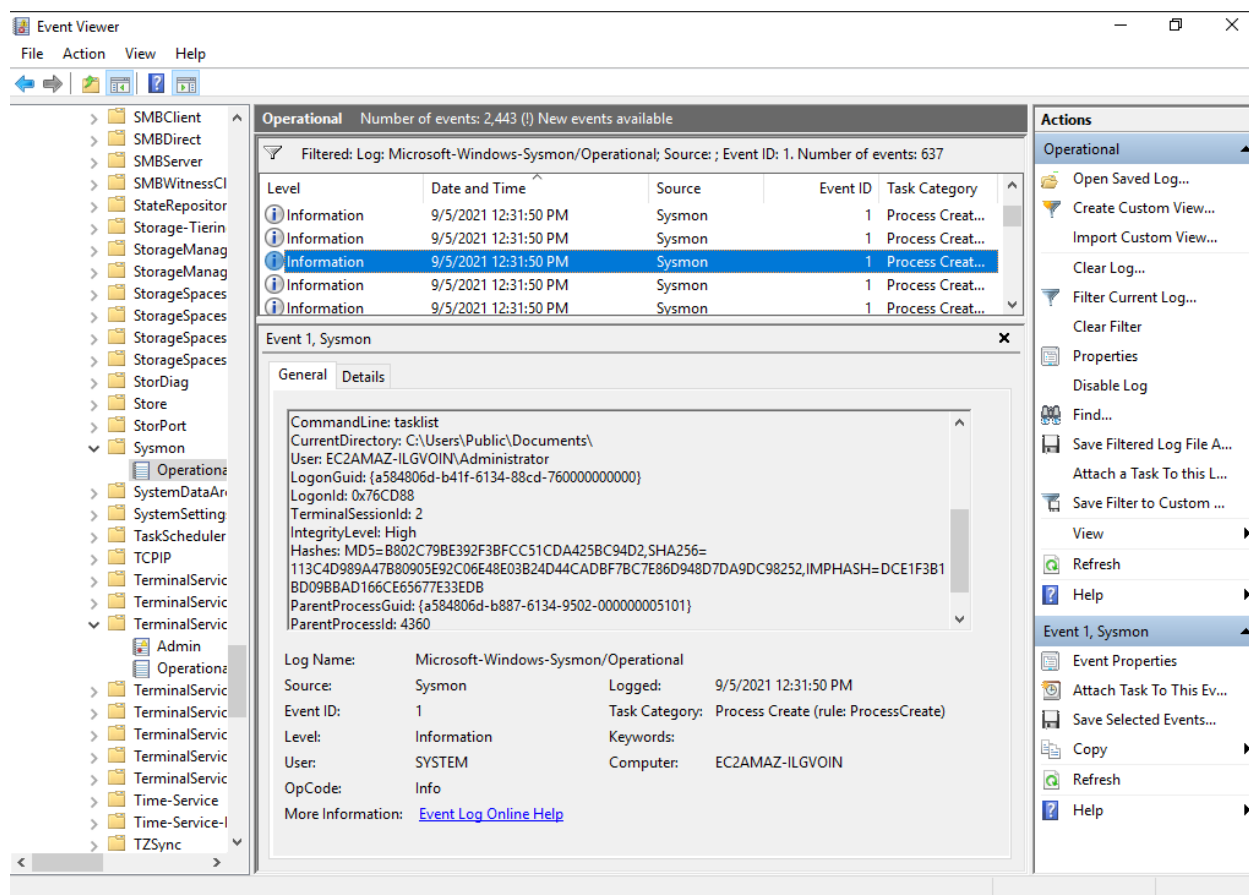 Event Viewer
File Action View Help
SMBClient
SMBDirect
SMBServer
SMBWitnessCl
StateRepositor
Storage-Tierin
StorageManag
StorageManag
StorageSpaces
StorageSpaces
StorageSpaces
StorageSpaces
StorDiag
Store
StorPort
Sysmon
Operationa
SystemDataAr
SystemSetting
TaskScheduler
TCPIP
TerminalServic
TerminalServic
TerminalServic
Admin
Operationa
TerminalServic
TerminalServic
TerminalServic
TerminalServic
TerminalServic
Time-Service
Time-Service-
TZSync
Operational Number of events: 2,443 (!) New events available
Filtered: Log: Microsoft-Windows-Sysmon/Operational; Source: ; Event ID: 1. Number of events: 637
Level Date and Time Source Event ID Task Category
Information 9/5/2021 12:31:50 PM Sysmon 1 Process Creat...
Information 9/5/2021 12:31:50 PM Sysmon 1 Process Creat...
Information 9/5/2021 12:31:50 PM Sysmon 1 Process Creat...
Information 9/5/2021 12:31:50 PM Sysmon 1 Process Creat...
Information 9/5/2021 12:31:50 PM Sysmon 1 Process Creat...
Event 1, Sysmon
General Details
CommandLine: tasklist
CurrentDirectory: C:\Users\Public\Documents\
User: EC2AMAZ-ILGVOIN\Administrator
LogonGuid: {a584806d-b41f-6134-88cd-760000000000}
LogonId: 0x76CD88
TerminalSessionId: 2
IntegrityLevel: High
Hashes: MD5=B802C79BE392F3BFCC51CDA425BC94D2,SHA256=
113C4D989A47B80905E92C06E48E03B24D44CADBF7BC7E86D948D7DA9DC98252,IMPHASH=DCE1F3B1
BD09BBAD166CE65677E33EDB
ParentProcessGuid: {a584806d-b887-6134-9502-000000005101}
ParentProcessId: 4360
Log Name: Microsoft-Windows-Sysmon/Operational
Source: Sysmon Logged: 9/5/2021 12:31:50 PM
Event ID: 1 Task Category: Process Create (rule: ProcessCreate)
Level: Information Keywords:
User: SYSTEM Computer: EC2AMAZ-ILGVOIN
OpCode: Info
More Information: Event Log Online Help
Actions
Operational
Open Saved Log...
Create Custom View...
Import Custom View...
Clear Log...
Filter Current Log...
Clear Filter
Properties
Disable Log
Find...
Save Filtered Log File A...
Attach a Task To this L...
Save Filter to Custom ...
View
Refresh
Help
Event 1, Sysmon
Event Properties
Attach Task To This Ev...
Save Selected Events...
Copy
Refresh
Help